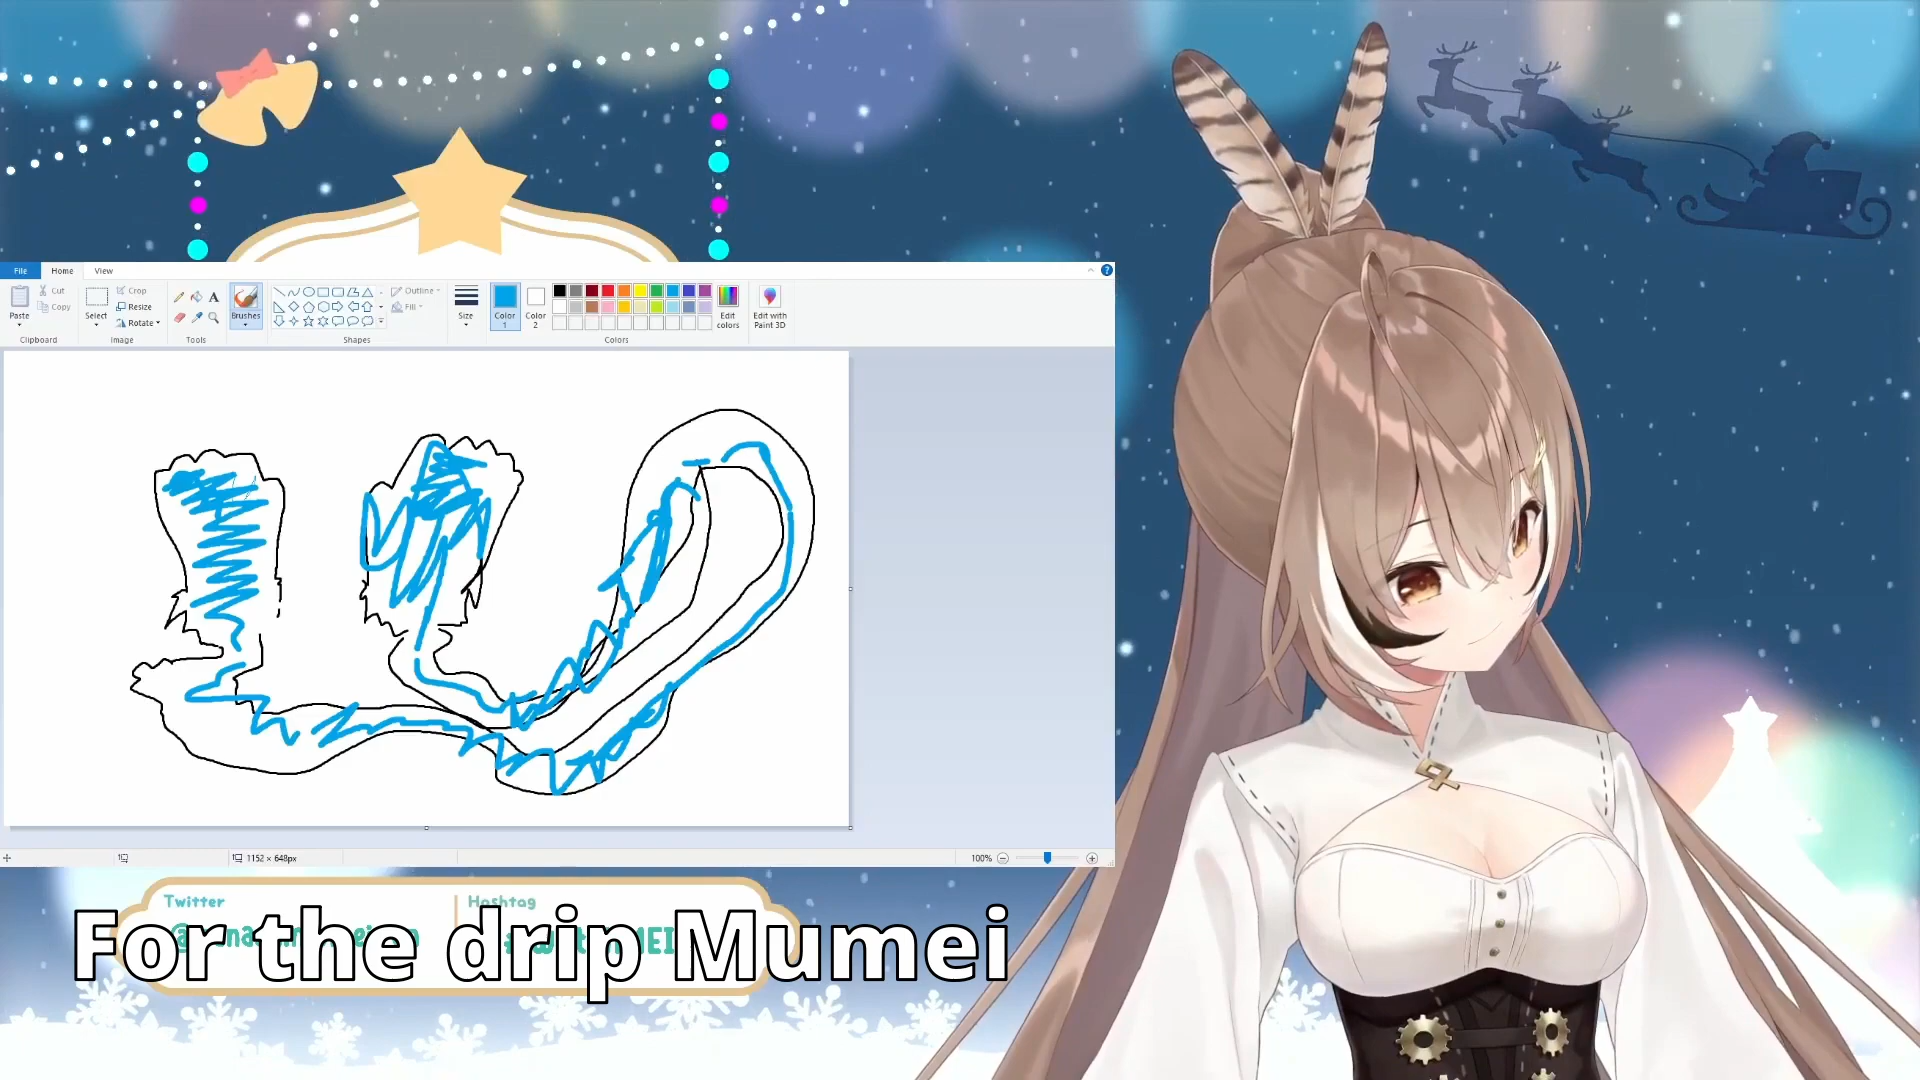 File Home View
Cut
Copy
Paste
Clipboard
Select
Crop
Resize
Rotate
Image
A
Tools
Brushes
Outline
Fill
Shapes
Size
Color 1
Color 2
Edit colors
Colors
Edit with Paint 3D
1152 × 648px
100%
Twitter
Hashtag
For the drip Mumei